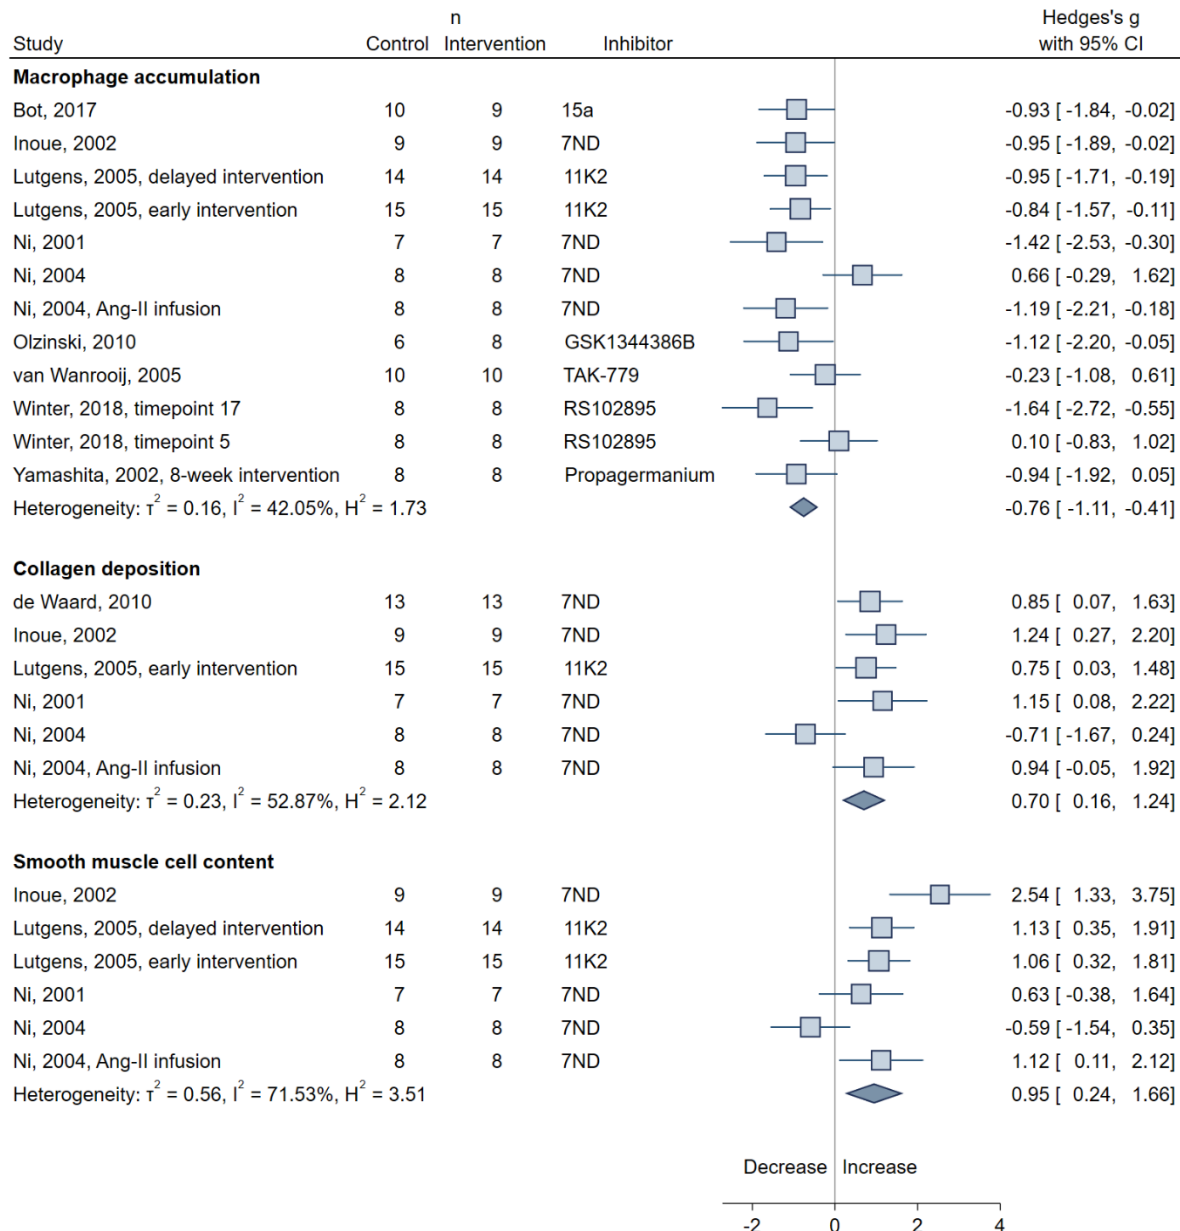 n Hedges's g
Study Control Intervention Inhibitor with 95% CI
Macrophage accumulation
Bot, 2017 10 9 15a -0.93 [ -1.84, -0.02]
Inoue, 2002 9 9 7ND -0.95 [ -1.89, -0.02]
Lutgens, 2005, delayed intervention 14 14 11K2 -0.95 [ -1.71, -0.19]
Lutgens, 2005, early intervention 15 15 11K2 -0.84 [ -1.57, -0.11]
Ni, 2001 7 7 7ND -1.42 [ -2.53, -0.30]
Ni, 2004 8 8 7ND 0.66 [ -0.29, 1.62]
Ni, 2004, Ang-II infusion 8 8 7ND -1.19 [ -2.21, -0.18]
Olzinski, 2010 6 8 GSK1344386B -1.12 [ -2.20, -0.05]
van Wanrooij, 2005 10 10 TAK-779 -0.23 [ -1.08, 0.61]
Winter, 2018, timepoint 17 8 8 RS102895 -1.64 [ -2.72, -0.55]
Winter, 2018, timepoint 5 8 8 RS102895 0.10 [ -0.83, 1.02]
Yamashita, 2002, 8-week intervention 8 8 Propagermanium -0.94 [ -1.92, 0.05]
Heterogeneity: τ² = 0.16, I² = 42.05%, H² = 1.73 -0.76 [ -1.11, -0.41]
Collagen deposition
de Waard, 2010 13 13 7ND 0.85 [ 0.07, 1.63]
Inoue, 2002 9 9 7ND 1.24 [ 0.27, 2.20]
Lutgens, 2005, early intervention 15 15 11K2 0.75 [ 0.03, 1.48]
Ni, 2001 7 7 7ND 1.15 [ 0.08, 2.22]
Ni, 2004 8 8 7ND -0.71 [ -1.67, 0.24]
Ni, 2004, Ang-II infusion 8 8 7ND 0.94 [ -0.05, 1.92]
Heterogeneity: τ² = 0.23, I² = 52.87%, H² = 2.12 0.70 [ 0.16, 1.24]
Smooth muscle cell content
Inoue, 2002 9 9 7ND 2.54 [ 1.33, 3.75]
Lutgens, 2005, delayed intervention 14 14 11K2 1.13 [ 0.35, 1.91]
Lutgens, 2005, early intervention 15 15 11K2 1.06 [ 0.32, 1.81]
Ni, 2001 7 7 7ND 0.63 [ -0.38, 1.64]
Ni, 2004 8 8 7ND -0.59 [ -1.54, 0.35]
Ni, 2004, Ang-II infusion 8 8 7ND 1.12 [ 0.11, 2.12]
Heterogeneity: τ² = 0.56, I² = 71.53%, H² = 3.51 0.95 [ 0.24, 1.66]
Decrease Increase
-2 0 2 4